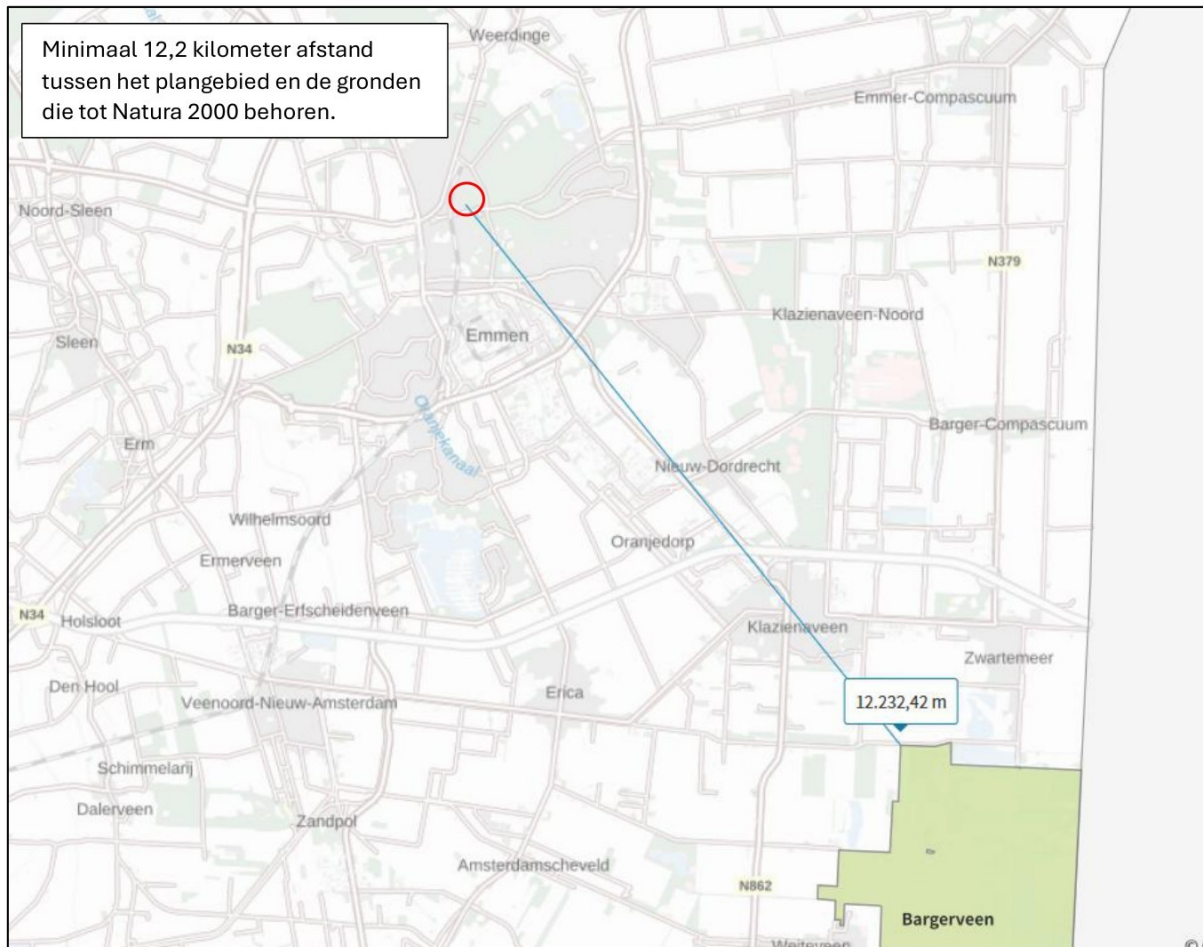 Minimaal 12,2 kilometer afstand
tussen het plangebied en de gronden
die tot Natura 2000 behoren.
Weerdinge
Emmer-Compascuum
Noord-Sleen
N379
Klazienaveen-Noord
Emmen
Sleen
N34
Oranjekanaal
Barger-Compascuum
Erm
Nieuw-Dordrecht
Wilhelmsoord
Oranjedorp
Ermerveen
Barger-Erfscheidenveen
N34
Holsloot
Klazienaveen
Zwartemeer
Den Hool
Erica
Veenoord-Nieuw-Amsterdam
12.232,42 m
Schimmelarij
Dalerveen
Zandpol
Amsterdamscheveld
N862
Bargerveen
Weiteveen
©